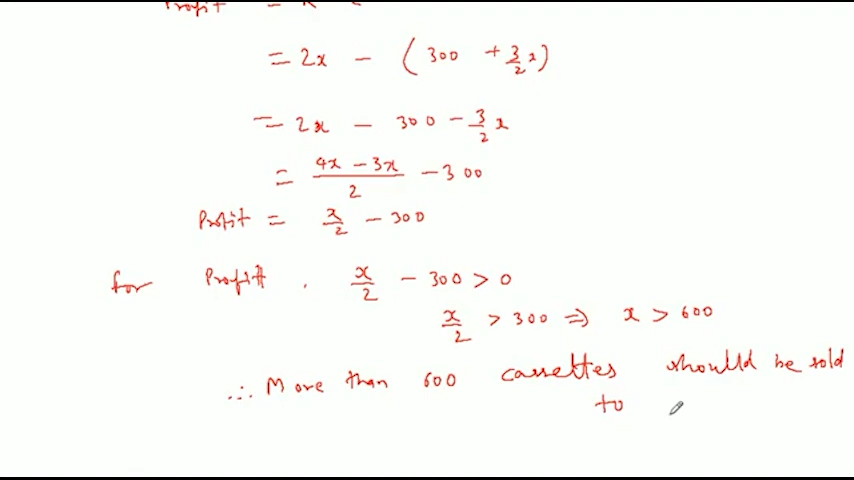 Profit =
= 2x - (300 + 3/2 x)
= 2x - 300 - 3/2 x
= (4x - 3x)/2 - 300
Profit = x/2 - 300
for Profit . x/2 - 300 > 0
x/2 > 300 ⇒ x > 600
∴ More than 600 cassettes should be sold
to